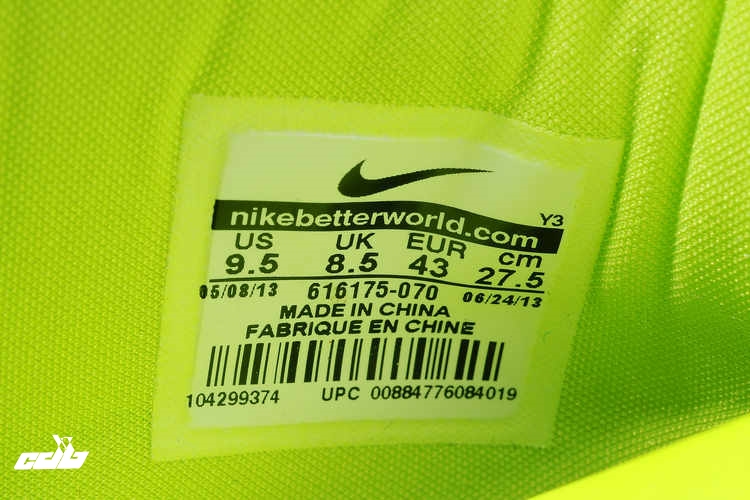 nikebetterworld.com Y3
US UK EUR cm
9.5 8.5 43 27.5
05/08/13 616175-070 06/24/13
MADE IN CHINA
FABRIQUE EN CHINE
104299374 UPC 00884776084019
cdb